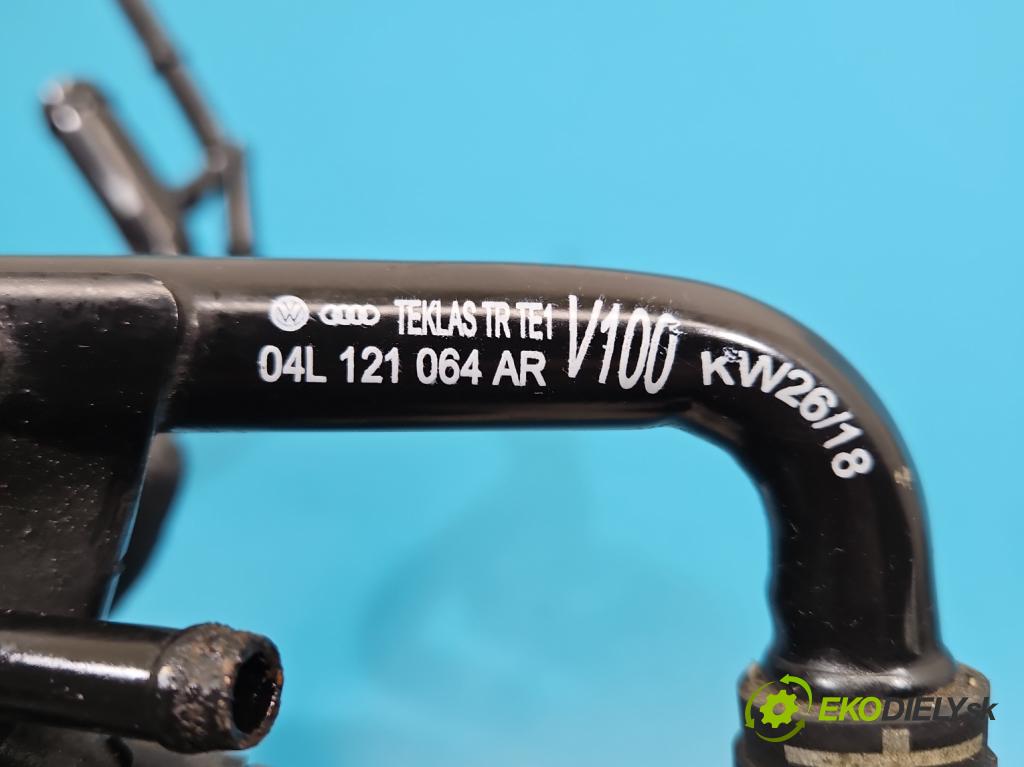 TEKLAS TR TE1
04L 121 064 AR
V100
KW26/18
EKODIELY.sk